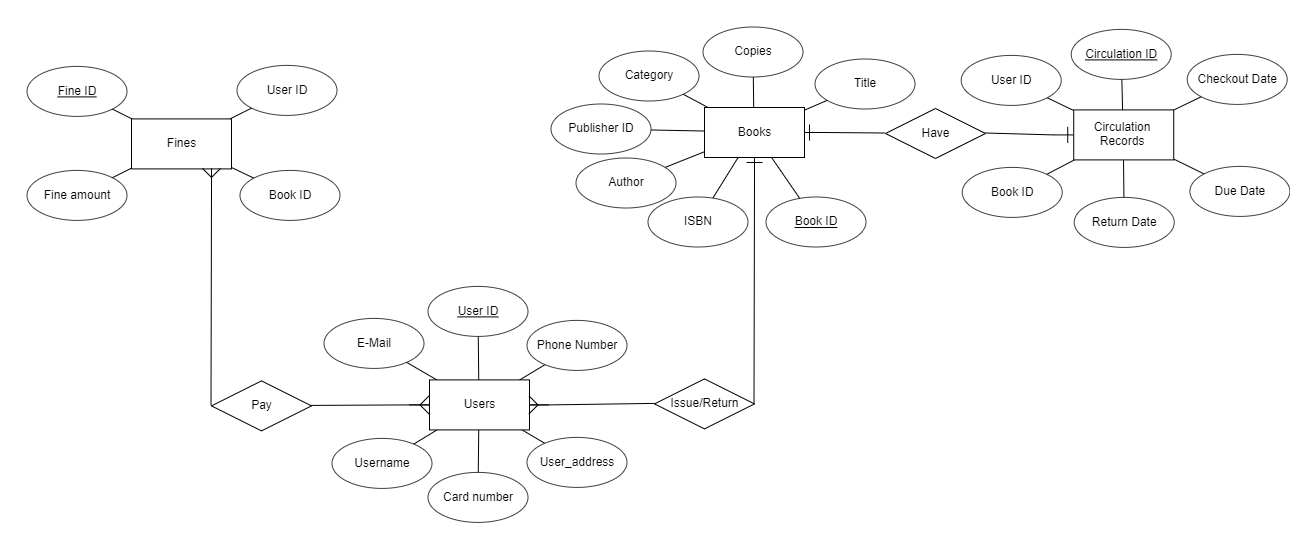 Copies
Category
Title
Publisher ID
Books
Author
ISBN
Book ID
Have
Circulation ID
User ID
Checkout Date
Circulation
Records
Book ID
Due Date
Return Date
Fine ID
User ID
Fines
Fine amount
Book ID
User ID
E-Mail
Phone Number
Pay
Users
Issue/Return
Username
User_address
Card number